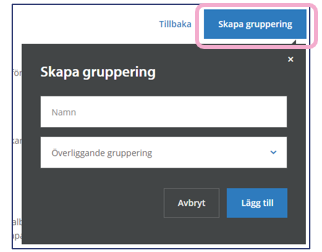 Tillbaka Skapa gruppering
×
Skapa gruppering
Namn
Överliggande gruppering
Avbryt Lägg till